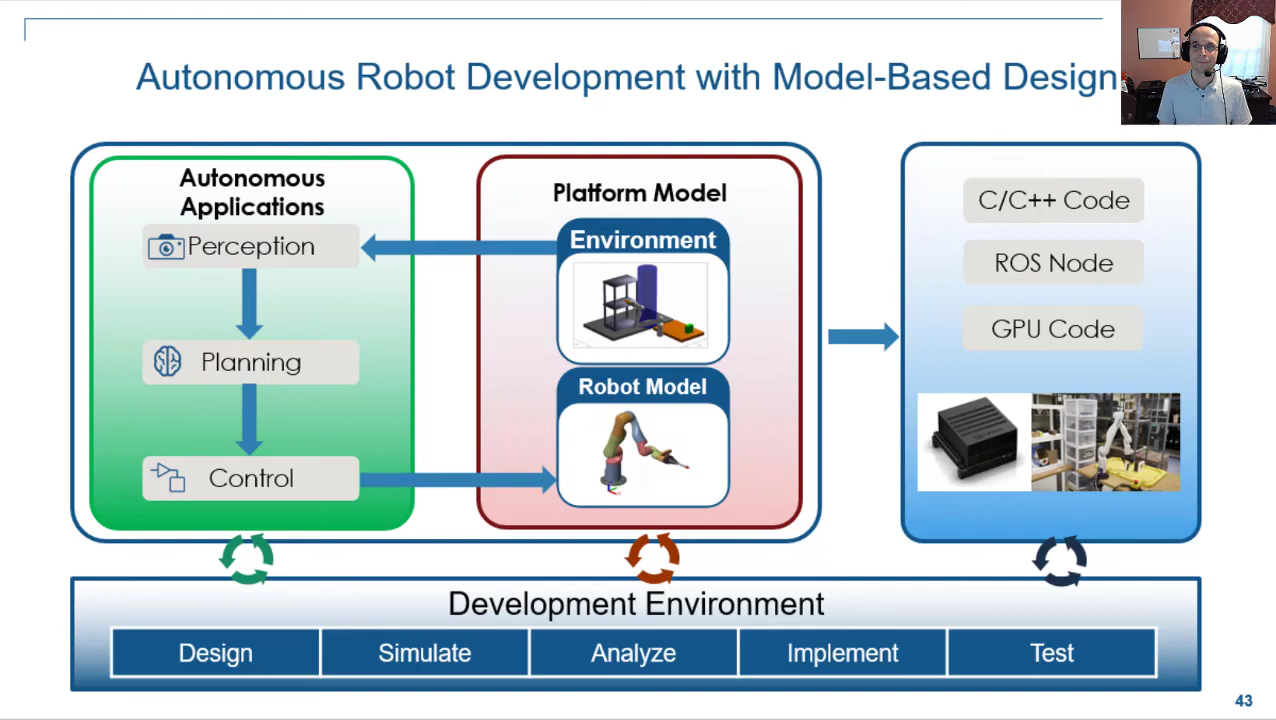 Autonomous Robot Development with Model-Based Design
Autonomous
Applications
Perception
Planning
Control
Platform Model
Environment
Robot Model
C/C++ Code
ROS Node
GPU Code
Development Environment
Design
Simulate
Analyze
Implement
Test
43